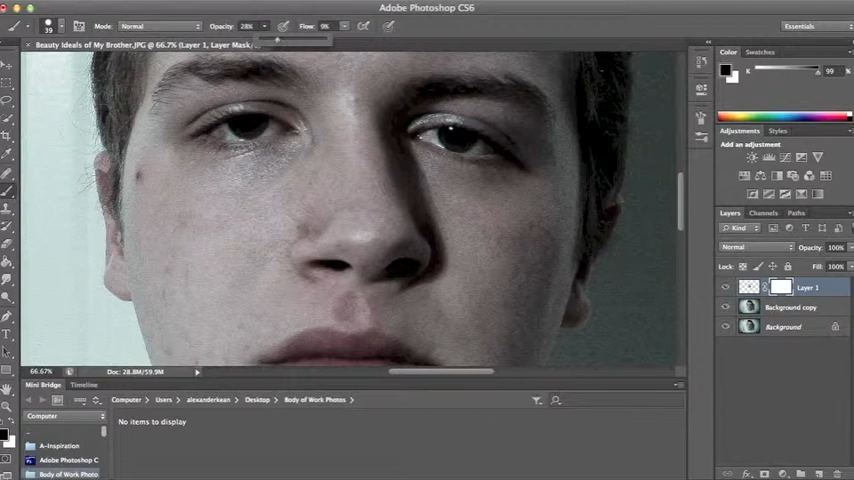 Adobe Photoshop CS6
39 Mode: Normal Opacity: 28% Flow: 9% Essentials
Beauty Ideals of My Brother.JPG @ 66.7% (Layer 1, Layer Mask/
Color Swatches
K 99 %
Adjustments Styles
Add an adjustment
Layers Channels Paths
Kind
Normal Opacity: 100%
Lock: Fill: 100%
Layer 1
Background copy
Background
66.67% Doc: 28.8M/59.9M
Mini Bridge Timeline
Computer Users alexanderkean Desktop Body of Work Photos
Computer
No items to display
A-Inspiration
Adobe Photoshop C
Body of Work Photo